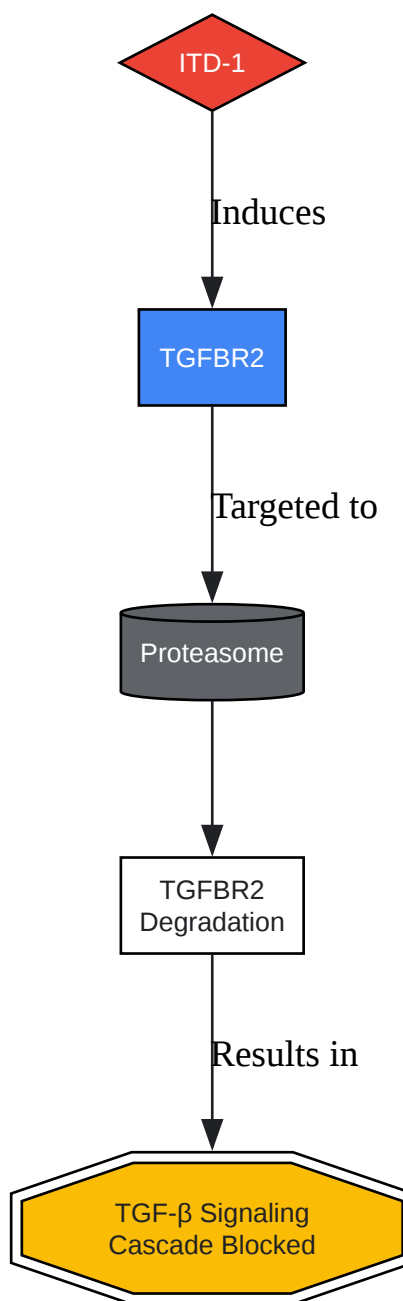 ITD-1
Induces
TGFBR2
Targeted to
Proteasome
TGFBR2
Degradation
Results in
TGF-β Signaling
Cascade Blocked